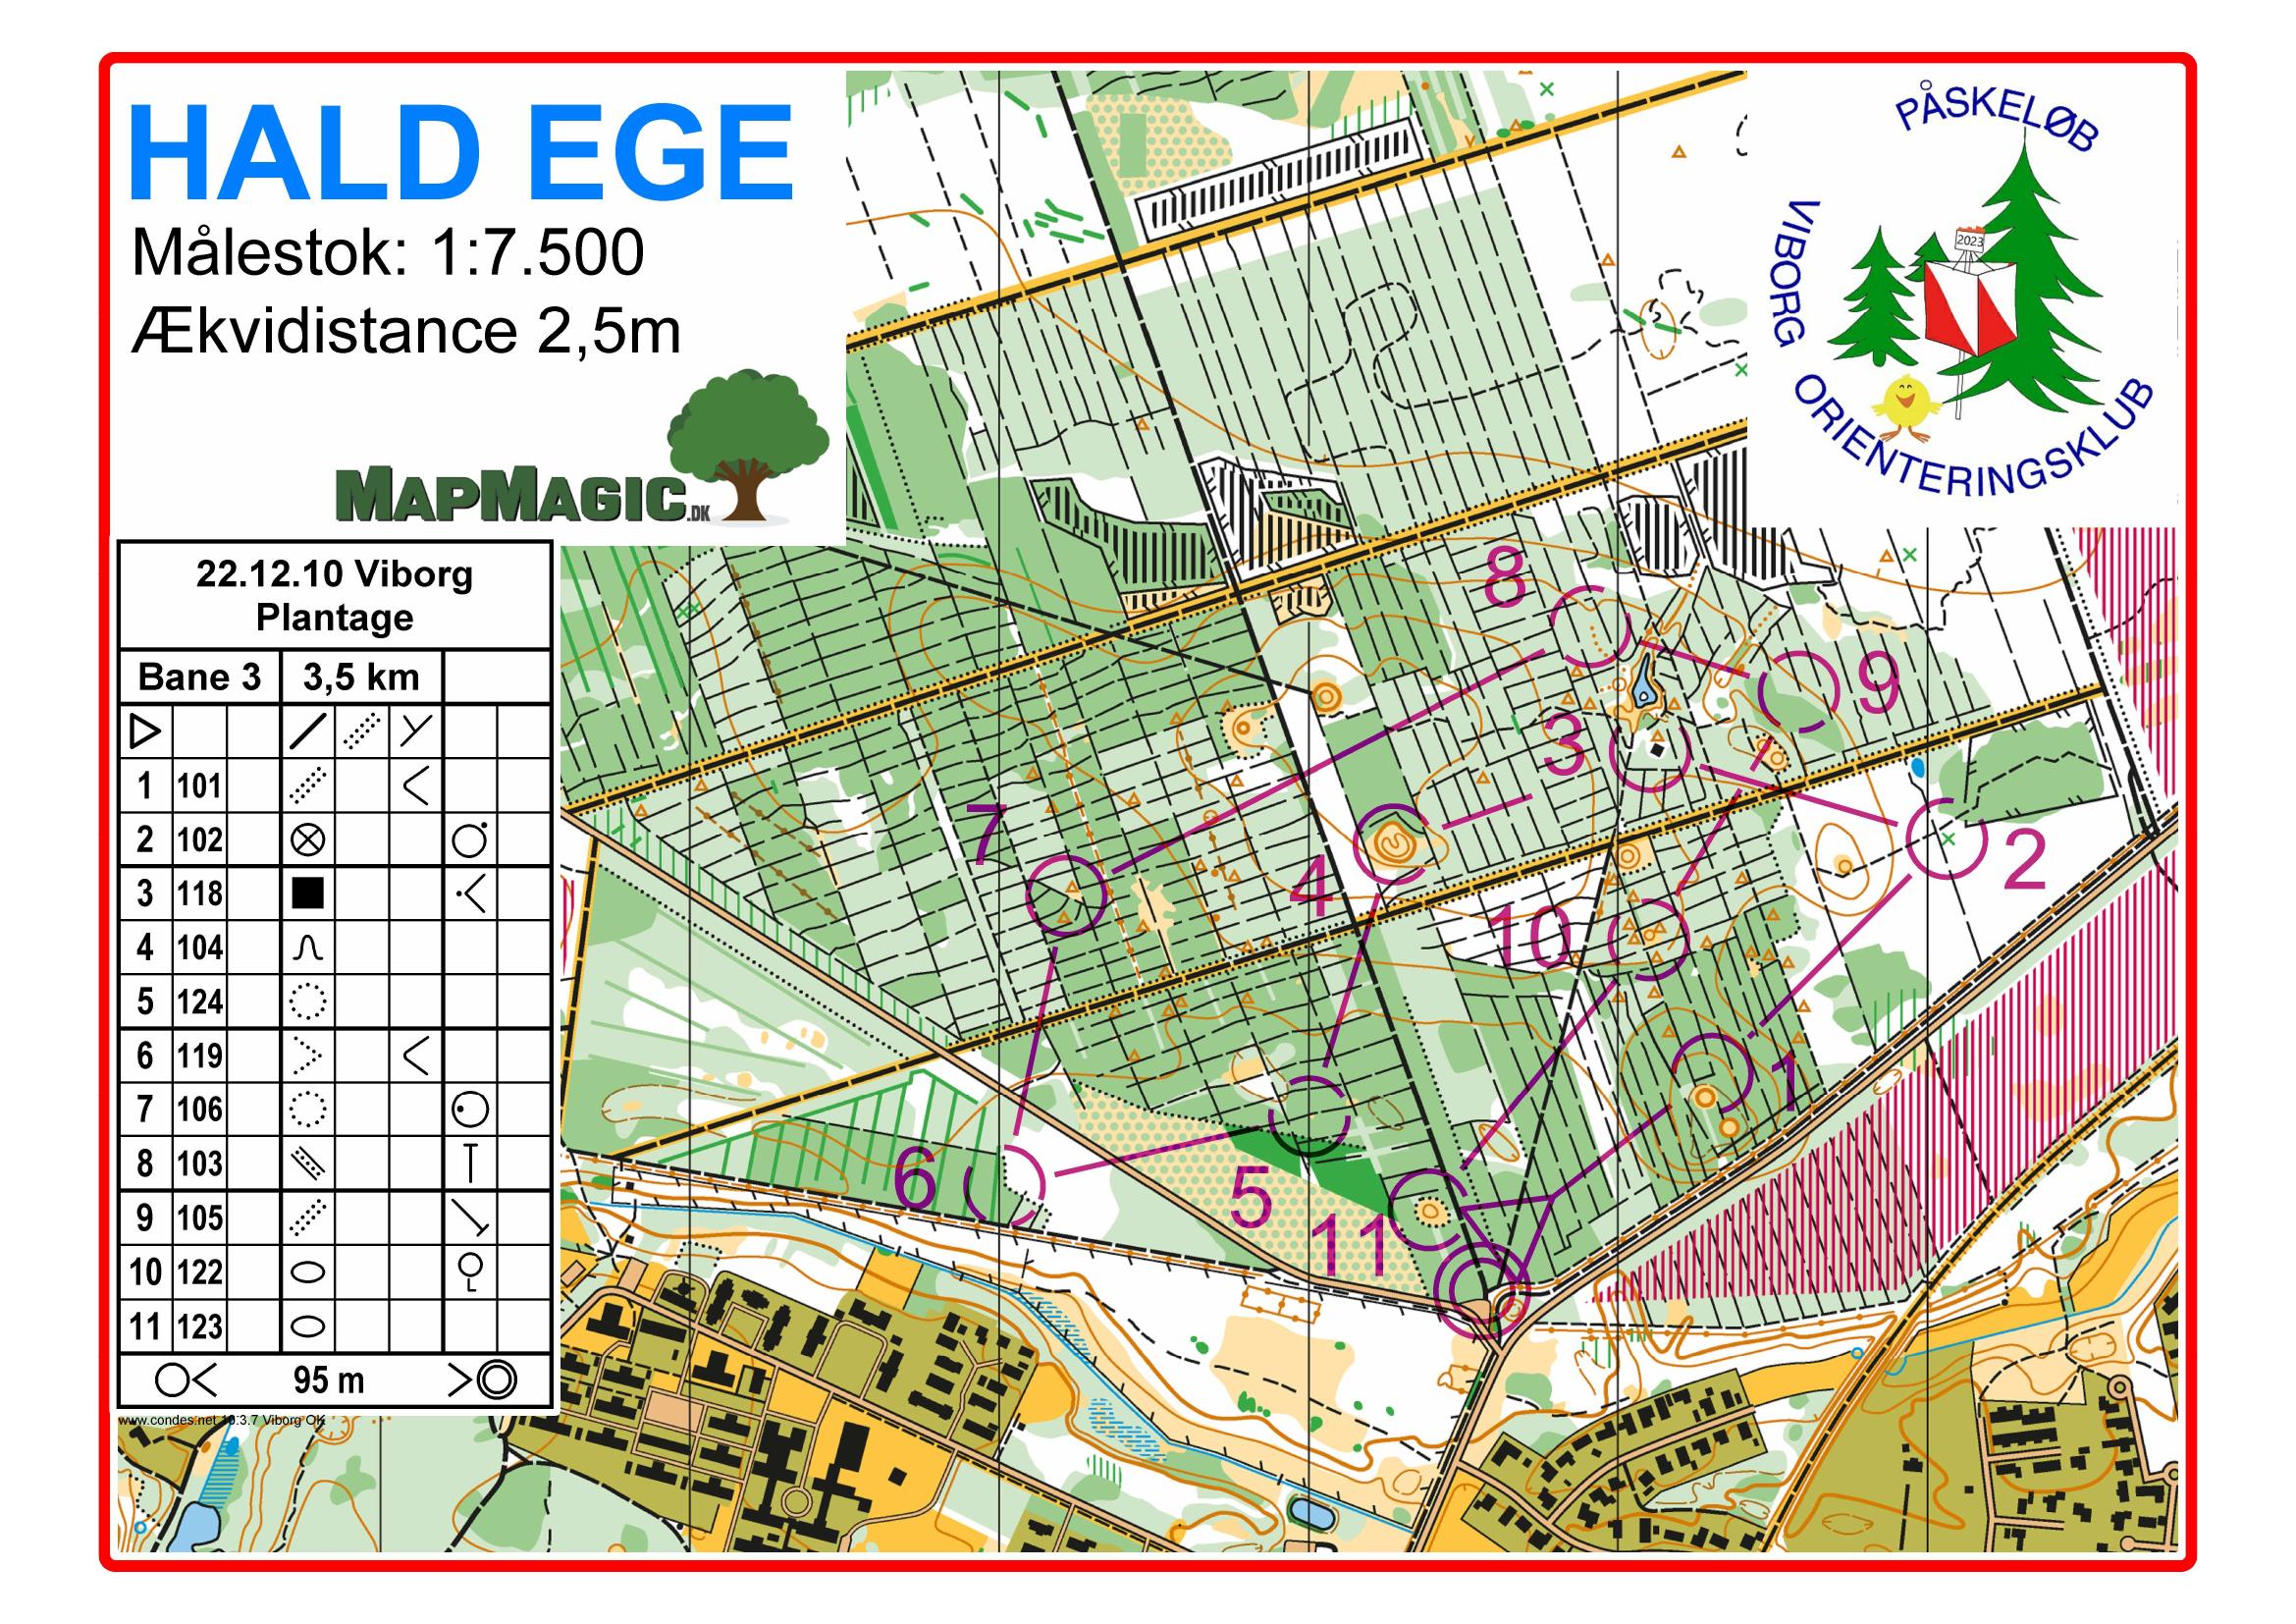 HALD EGE
Målestok: 1:7.500
Ækvidistance 2,5m
MAPMAGIC.DK
PÅSKELØB
VIBORG
ORIENTERINGSKLUB
2023
22.12.10 Viborg
Plantage
Bane 3 3,5 km
1 101
2 102
3 118
4 104
5 124
6 119
7 106
8 103
9 105
10 122
11 123
95 m
www.condes.net 10.3.7 Viborg OK
8
9
3
7
4
2
10
1
6
5
11